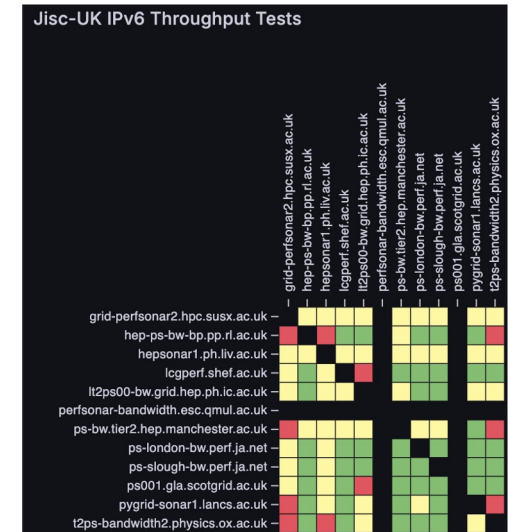 Jisc-UK IPv6 Throughput Tests
grid-perfsonar2.hpc.susx.ac.uk
hep-ps-bw-bp.pp.rl.ac.uk
hepsonar1.ph.liv.ac.uk
lcgperf.shef.ac.uk
lt2ps00-bw.grid.hep.ph.ic.ac.uk
perfsonar-bandwidth.esc.qmul.ac.uk
ps-bw.tier2.hep.manchester.ac.uk
ps-london-bw.perf.ja.net
ps-slough-bw.perf.ja.net
ps001.gla.scotgrid.ac.uk
pygrid-sonar1.lancs.ac.uk
t2ps-bandwidth2.physics.ox.ac.uk
grid-perfsonar2.hpc.susx.ac.uk
hep-ps-bw-bp.pp.rl.ac.uk
hepsonar1.ph.liv.ac.uk
lcgperf.shef.ac.uk
lt2ps00-bw.grid.hep.ph.ic.ac.uk
perfsonar-bandwidth.esc.qmul.ac.uk
ps-bw.tier2.hep.manchester.ac.uk
ps-london-bw.perf.ja.net
ps-slough-bw.perf.ja.net
ps001.gla.scotgrid.ac.uk
pygrid-sonar1.lancs.ac.uk
t2ps-bandwidth2.physics.ox.ac.uk